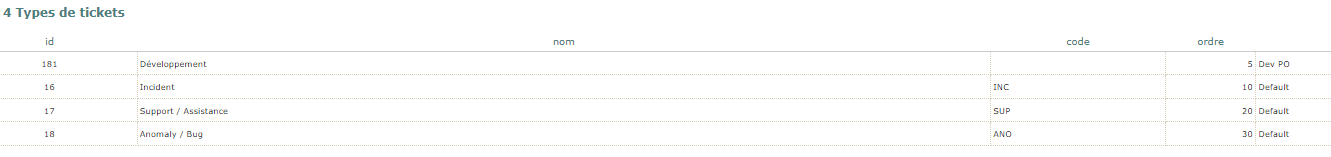 4 Types de tickets
id nom code ordre
181 Développement 5 Dev PO
16 Incident INC 10 Default
17 Support / Assistance SUP 20 Default
18 Anomaly / Bug ANO 30 Default